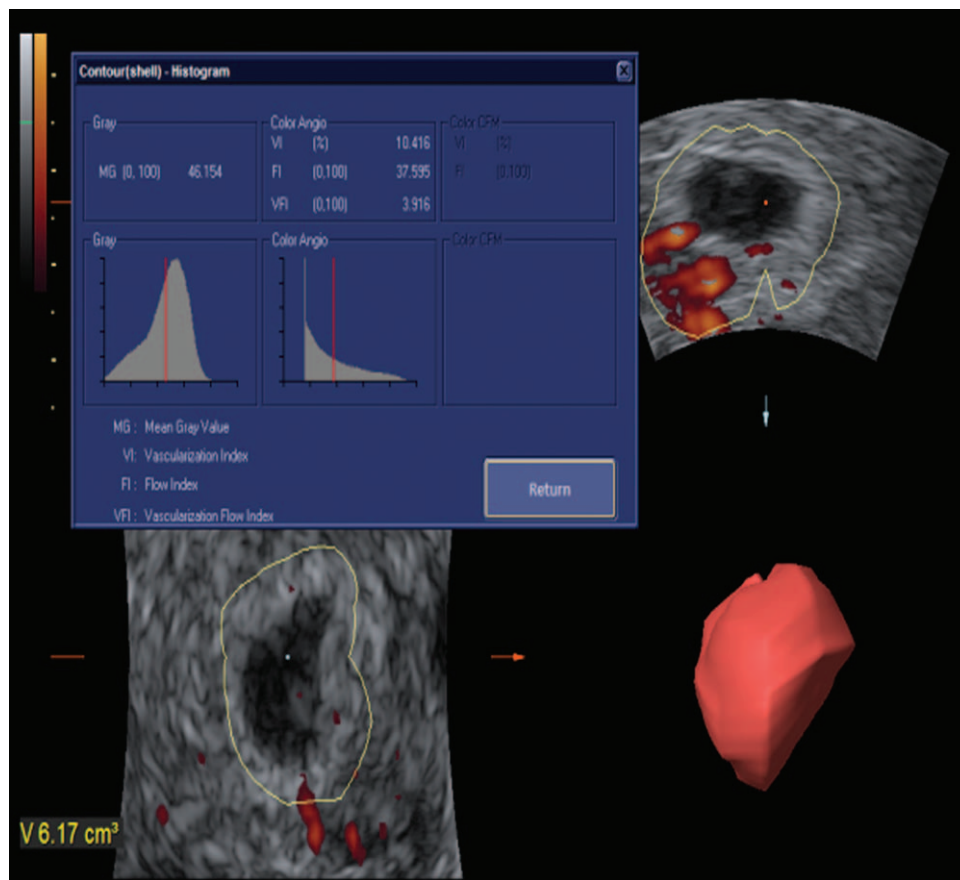 Contour(shell) - Histogram
Gray
MG (0, 100) 46.154
Color Angio
VI (%) 10.416
FI (0,100) 37.595
VFI (0,100) 3.916
Color CFM
VI (%)
FI (0,100)
Gray
Color Angio
Color CFM
MG : Mean Gray Value
VI: Vascularization Index
FI : Flow Index
VFI : Vascularization Flow Index
Return
V 6.17 cm³